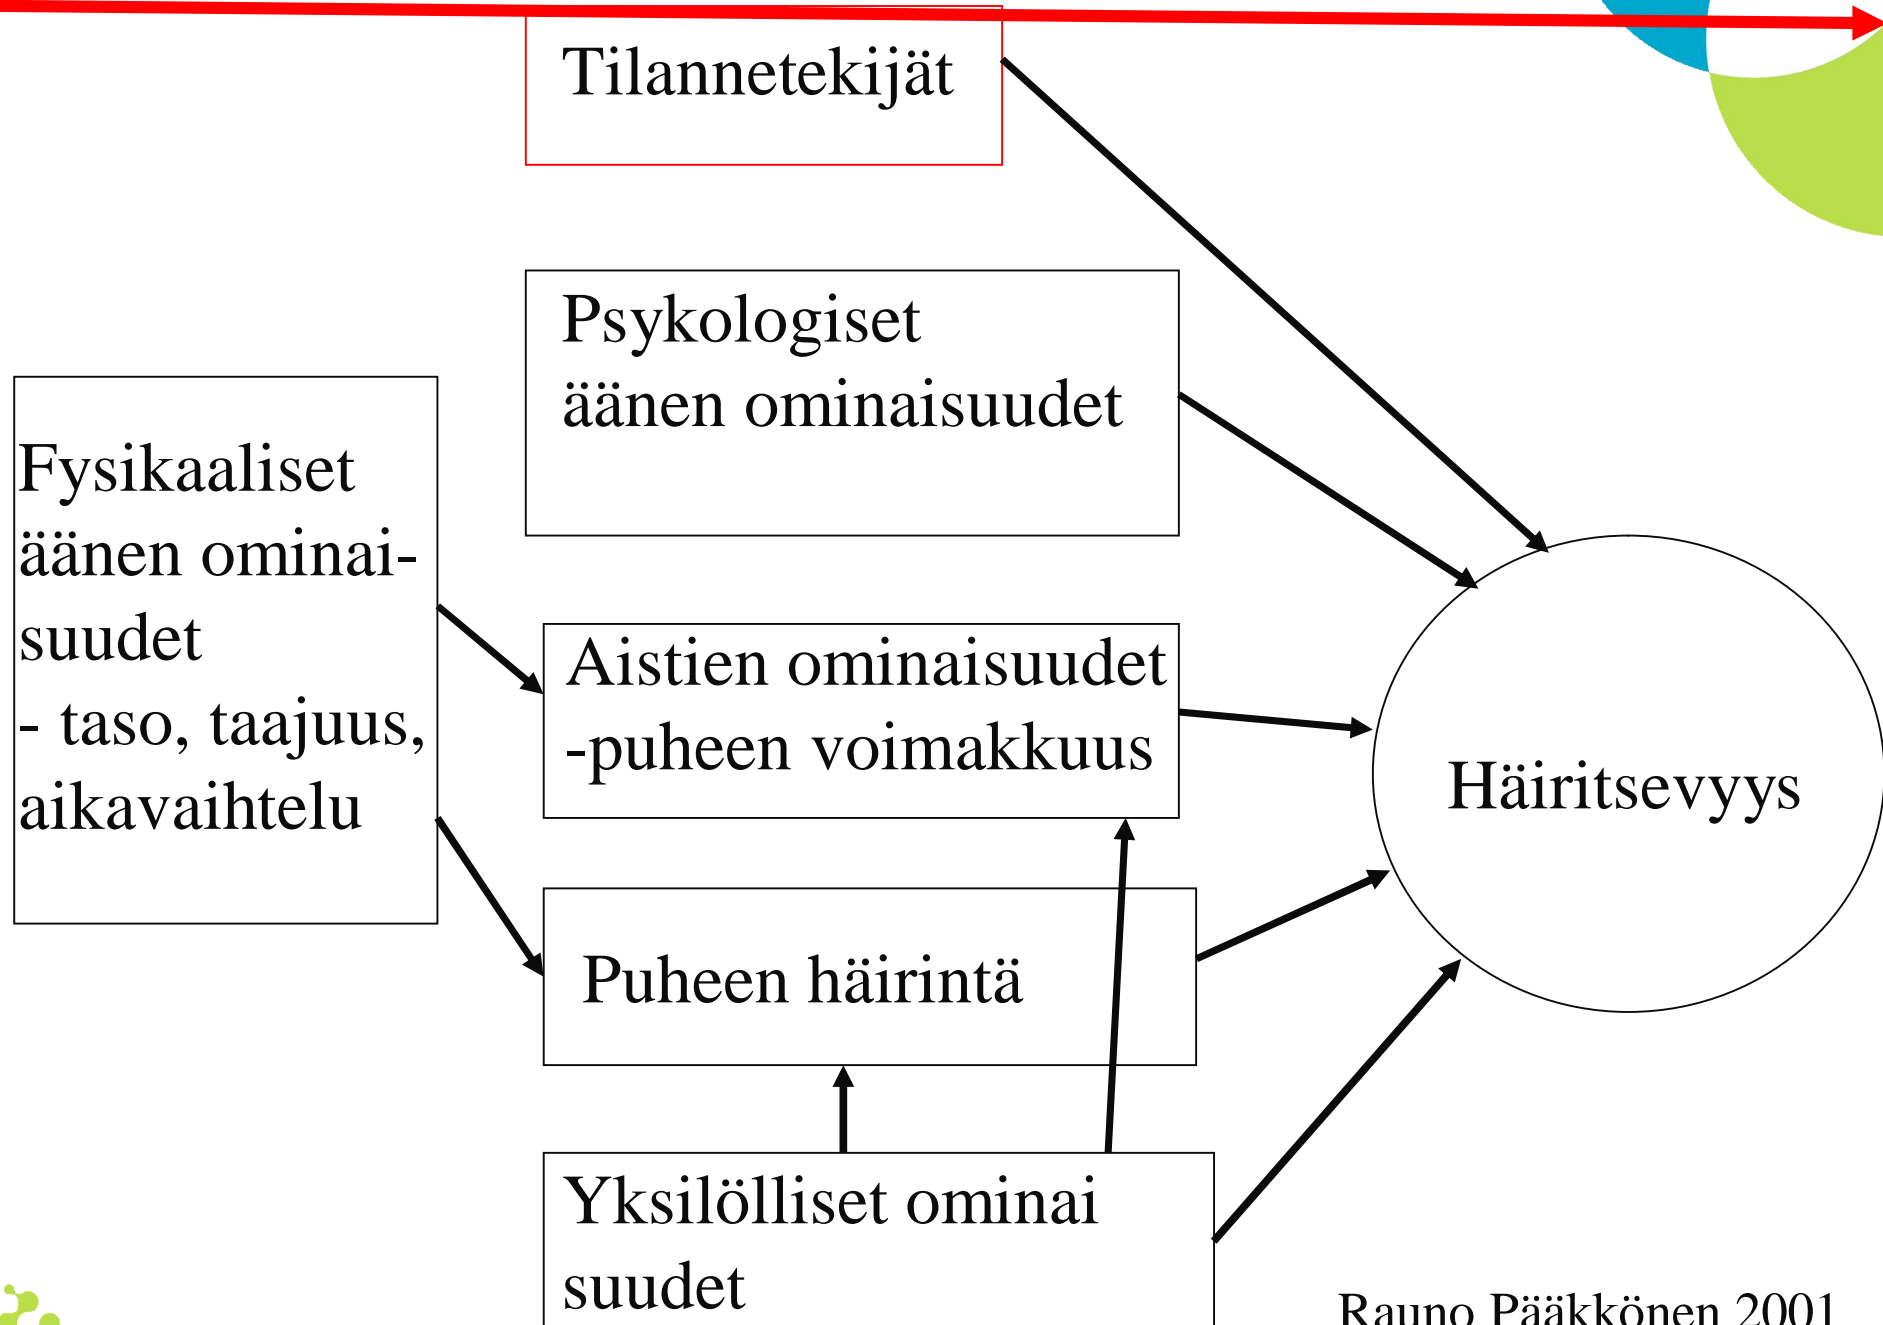 Tilannetekijät
Psykologiset
äänen ominaisuudet
Fysikaaliset
äänen ominai-
suudet
- taso, taajuus,
aikavaihtelu
Aistien ominaisuudet
-puheen voimakkuus
Häiritsevyys
Puheen häirintä
Yksilölliset ominai
suudet
Rauno Pääkkönen 2001